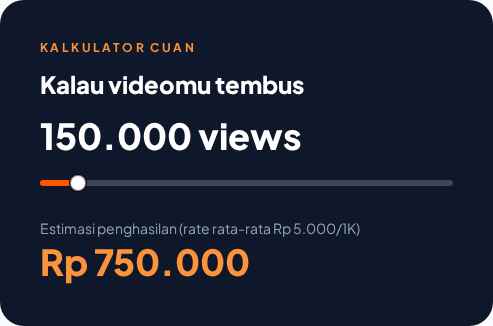 KALKULATOR CUAN
Kalau videomu tembus
150.000 views
Estimasi penghasilan (rate rata-rata Rp 5.000/1K)
Rp 750.000